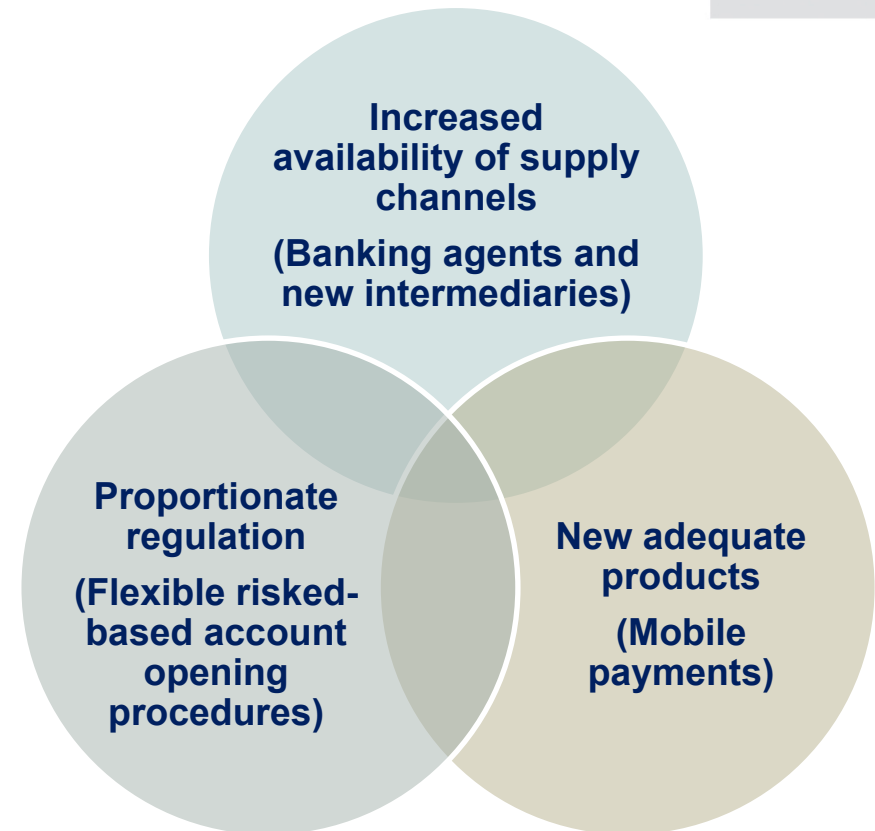 Increased
availability of supply
channels
(Banking agents and
new intermediaries)
Proportionate
regulation
(Flexible risked-
based account
opening
procedures)
New adequate
products
(Mobile
payments)